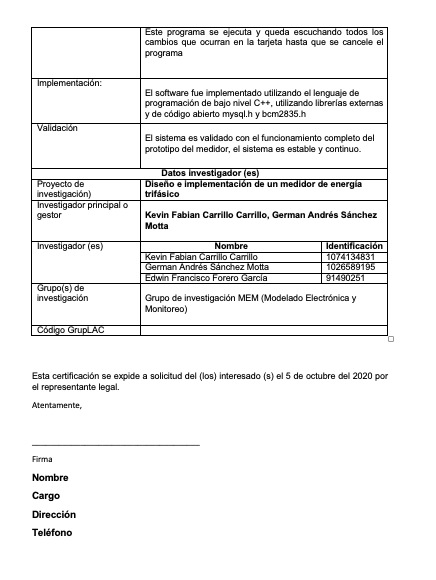 Este programa se ejecuta y queda escuchando todos los
cambios que ocurran en la tarjeta hasta que se cancele el
programa
Implementación:
El software fue implementado utilizando el lenguaje de
programación de bajo nivel C++, utilizando librerías externas
y de código abierto mysql.h y bcm2835.h
Validación
El sistema es validado con el funcionamiento completo del
prototipo del medidor, el sistema es estable y continuo.
Datos investigador (es)
Proyecto de
investigación)
Diseño e implementación de un medidor de energía
trifásico
Investigador principal o
gestor
Kevin Fabian Carrillo Carrillo, German Andrés Sánchez
Motta
Investigador (es)
Nombre Identificación
Kevin Fabian Carrillo Carrillo 1074134831
German Andrés Sánchez Motta 1026589195
Edwin Francisco Forero García 91490251
Grupo(s) de
investigación
Grupo de investigación MEM (Modelado Electrónica y
Monitoreo)
Código GrupLAC
Esta certificación se expide a solicitud del (los) interesado (s) el 5 de octubre del 2020 por
el representante legal.
Atentamente,
Firma
Nombre
Cargo
Dirección
Teléfono